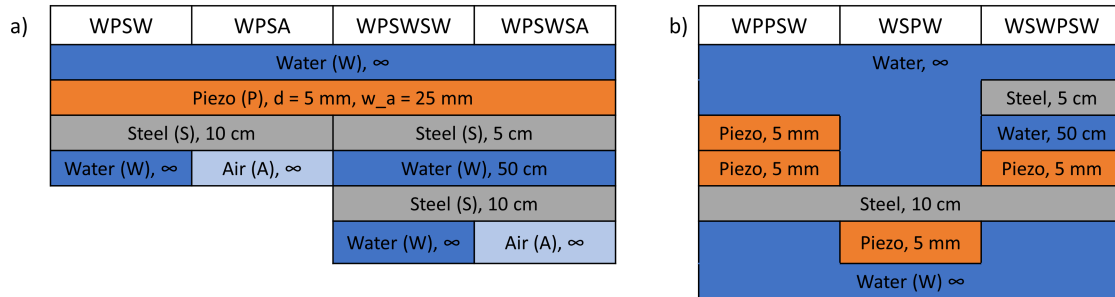 a) WPSW WPSA WPSWSW WPSWSA
Water (W), ∞
Piezo (P), d = 5 mm, w_a = 25 mm
Steel (S), 10 cm Steel (S), 5 cm
Water (W), ∞ Air (A), ∞ Water (W), 50 cm
Steel (S), 10 cm
Water (W), ∞ Air (A), ∞
b) WPPSW WSPW WSWPSW
Water, ∞
Steel, 5 cm
Piezo, 5 mm Water, 50 cm
Piezo, 5 mm Piezo, 5 mm
Steel, 10 cm
Piezo, 5 mm
Water (W) ∞